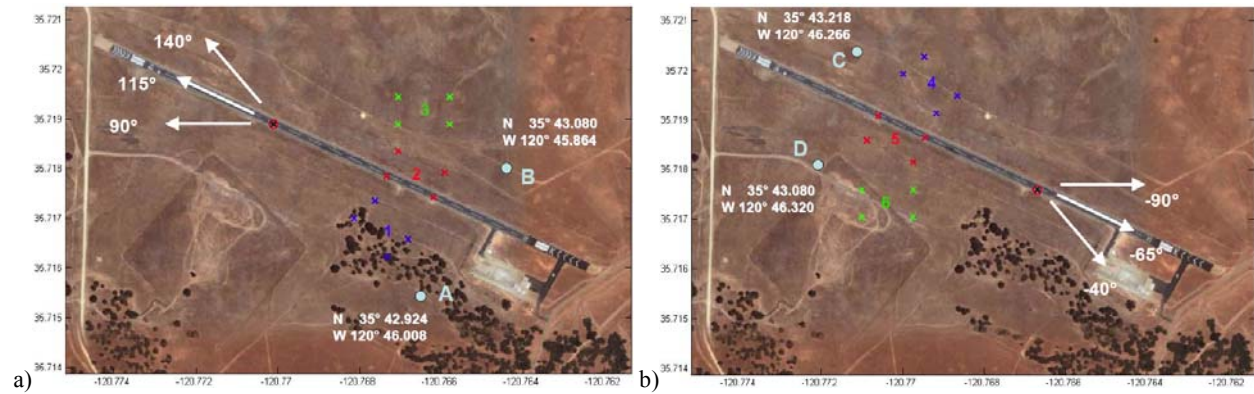 36.721
35.72
35.719
35.718
36.717
35.716
35.715
35.714
140°
115°
90°
3
N 35° 43.080
W 120° 45.864
B
2
1
A
N 35° 42.924
W 120° 46.008
-120.774 -120.772 -120.77 -120.768 -120.766 -120.764 -120.762
a)
35.721
35.72
35.719
35.718
36.717
35.716
35.715
35.714
N 35° 43.218
W 120° 46.266
C
4
5
D
N 35° 43.080
W 120° 46.320
6
-90°
-65°
-40°
-120.774 -120.772 -120.77 -120.768 -120.766 -120.764 -120.762
b)